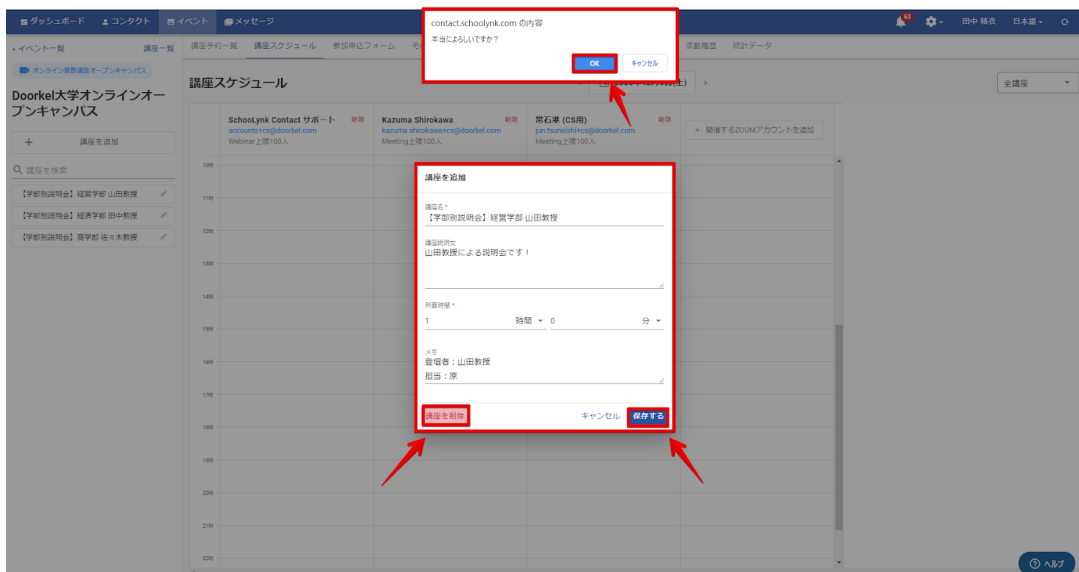 ダッシュボード
コンタクト
イベント
メッセージ
63
田中 結衣
日本語
contact.schoolynk.com の内容
本当によろしいですか？
OK
キャンセル
イベント一覧
講座一覧
講座予約一覧
講座スケジュール
参加申込フォーム
活動履歴
統計データ
オンライン模擬講座オープンキャンパス
Doorkel大学オンラインオープンキャンパス
+ 講座を追加
講座を検索
【学部別説明会】経営学部 山田教授
【学部別説明会】経済学部 田中教授
【学部別説明会】商学部 佐々木教授
講座スケジュール
全講座
SchooLynk Contact サポート
削除
accounts+cs@doorkel.com
Webinar上限100人
Kazuma Shirokawa
削除
kazuma.shirokawa+cs@doorkel.com
Meeting上限100人
常石準 (CS用)
削除
jun.tsuneishi+cs@doorkel.com
Meeting上限100人
+ 開催するZOOMアカウントを追加
10時
11時
12時
13時
14時
15時
16時
17時
18時
19時
20時
21時
22時
講座を追加
講座名*
【学部別説明会】経営学部 山田教授
講座説明文
山田教授による説明会です！
所要時間*
1 時間 0 分
メモ
登壇者：山田教授
担当：原
講座を削除
キャンセル
保存する
ヘルプ